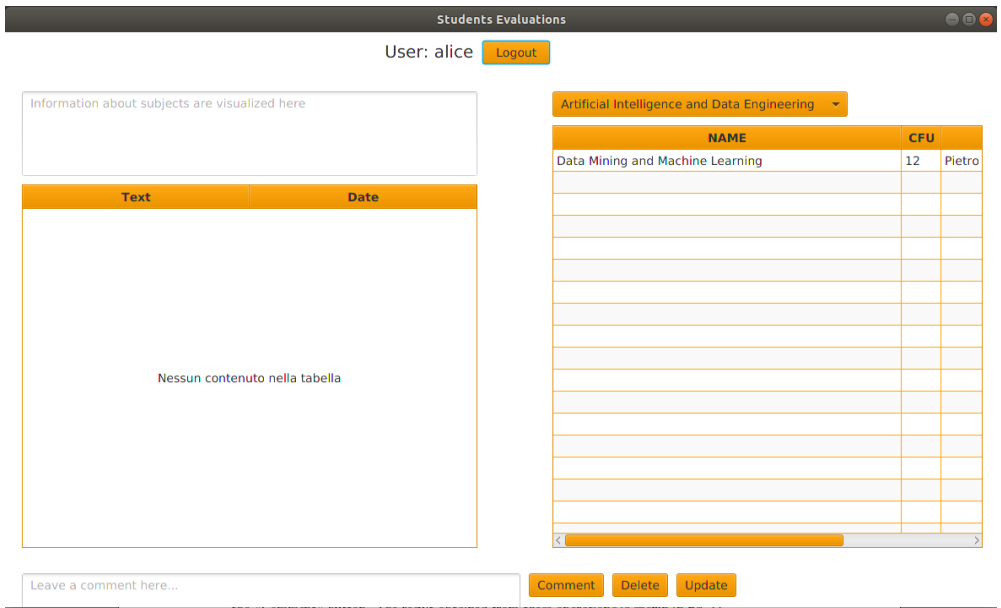 Students Evaluations
User: alice Logout
Information about subjects are visualized here
Text Date
Nessun contenuto nella tabella
Artificial Intelligence and Data Engineering
NAME CFU
Data Mining and Machine Learning 12 Pietro
Leave a comment here...
Comment Delete Update